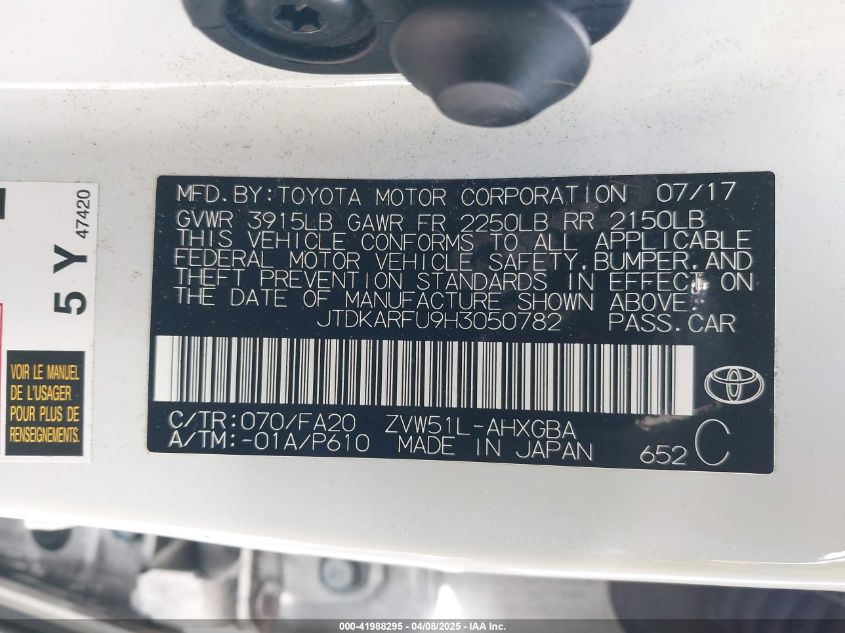 MFD.BY:TOYOTA MOTOR CORPORATION 07/17
GVWR 3915LB GAWR FR 2250LB RR 2150LB
THIS VEHICLE CONFORMS TO ALL APPLICABLE
FEDERAL MOTOR VEHICLE SAFETY,BUMPER,AND
THEFT PREVENTION STANDARDS IN EFFECT ON
THE DATE OF MANUFACTURE SHOWN ABOVE.
JTDKARFU9H3050782 PASS.CAR
C/TR:070/FA20 ZVW51L-AHXGBA
A/TM:-01A/P610 MADE IN JAPAN 652 C
5 Y 47420
VOIR LE MANUEL
DE L'USAGER
POUR PLUS DE
RENSEIGNEMENTS.
000-41988295 - 04/08/2025 - IAA Inc.